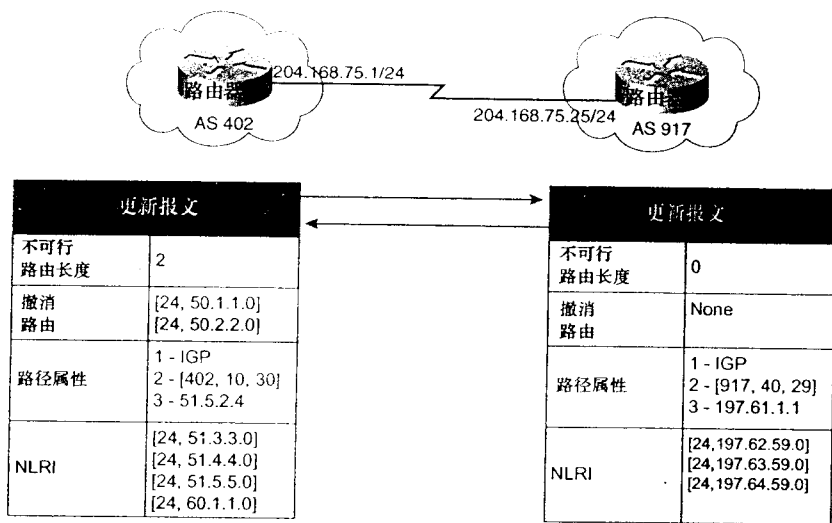 204.168.75.1/24
路由器
AS 402
204.168.75.25/24
路由器
AS 917
更新报文
不可行
路由长度
2
撤消
路由
[24, 50.1.1.0]
[24, 50.2.2.0]
路径属性
1 - IGP
2 - [402, 10, 30]
3 - 51.5.2.4
NLRI
[24, 51.3.3.0]
[24, 51.4.4.0]
[24, 51.5.5.0]
[24, 60.1.1.0]
更新报文
不可行
路由长度
0
撤消
路由
None
路径属性
1 - IGP
2 - [917, 40, 29]
3 - 197.61.1.1
NLRI
[24,197.62.59.0]
[24,197.63.59.0]
[24,197.64.59.0]